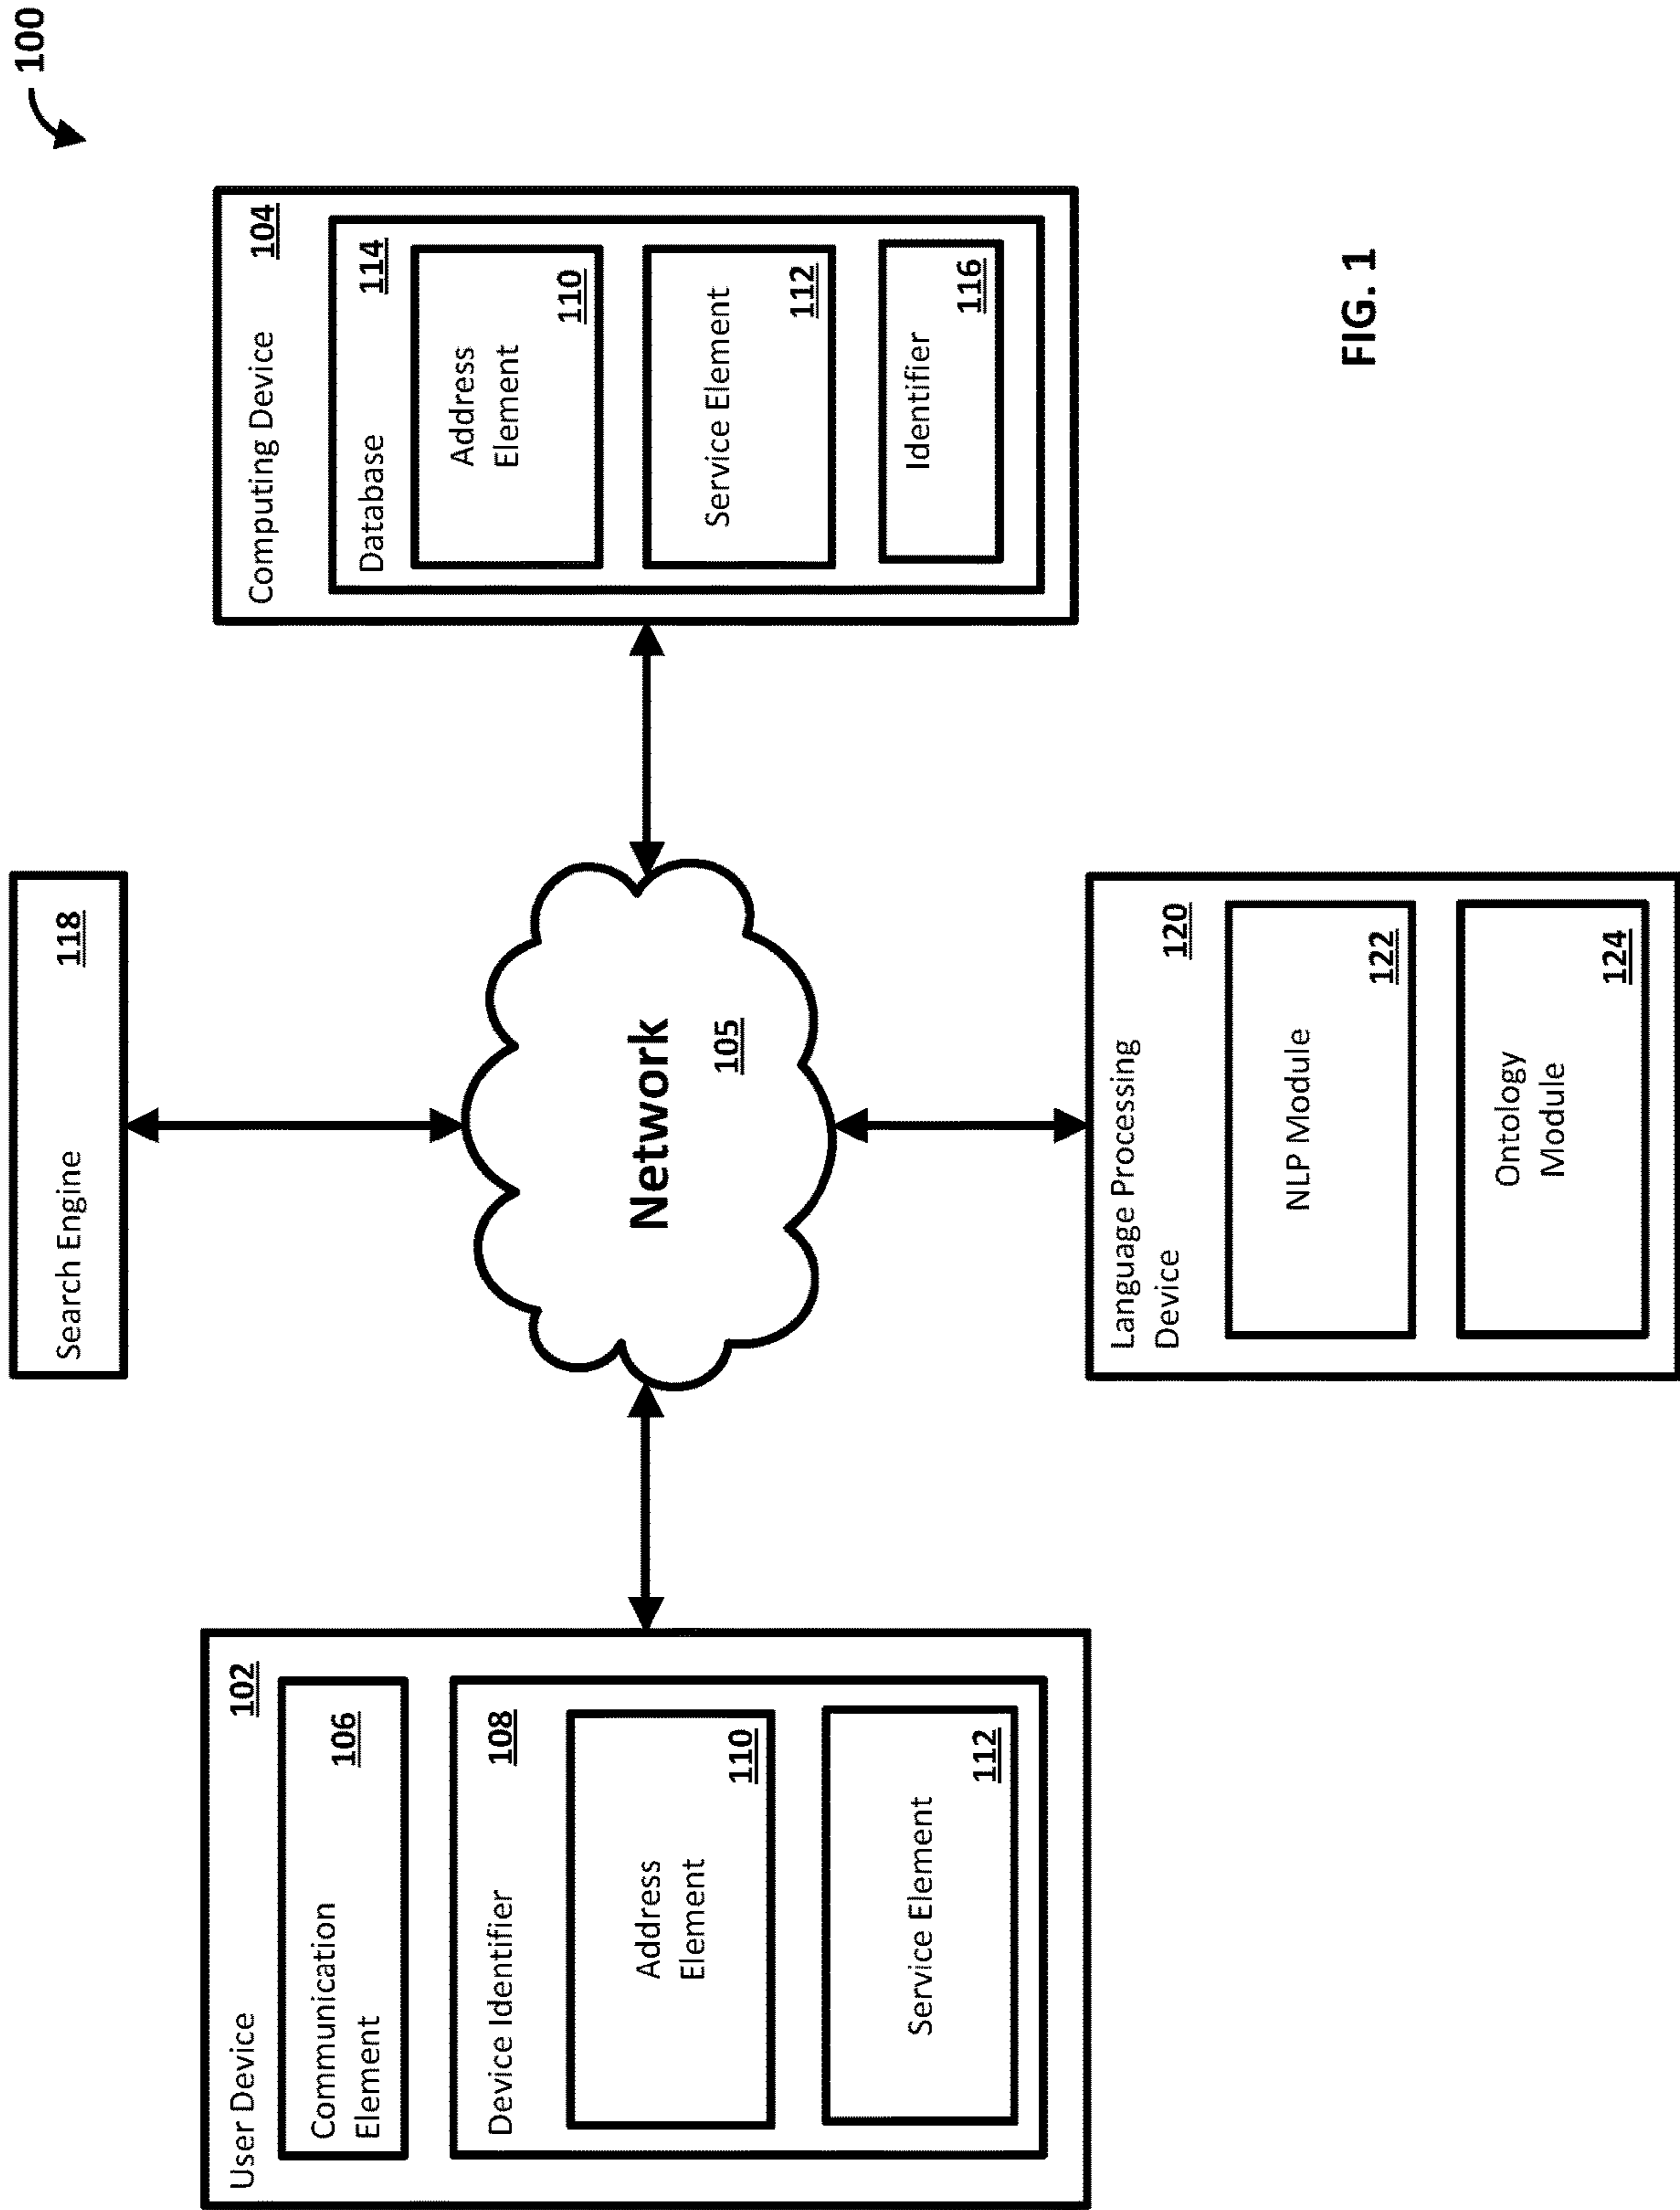 100
Search Engine 118
User Device 102
Communication
Element 106
Device Identifier 108
Address
Element
110
Service Element
112
Network
105
Computing Device 104
Database 114
Address
Element
110
Service Element
112
Identifier
116
Language Processing
Device 120
NLP Module
122
Ontology
Module
124
FIG. 1